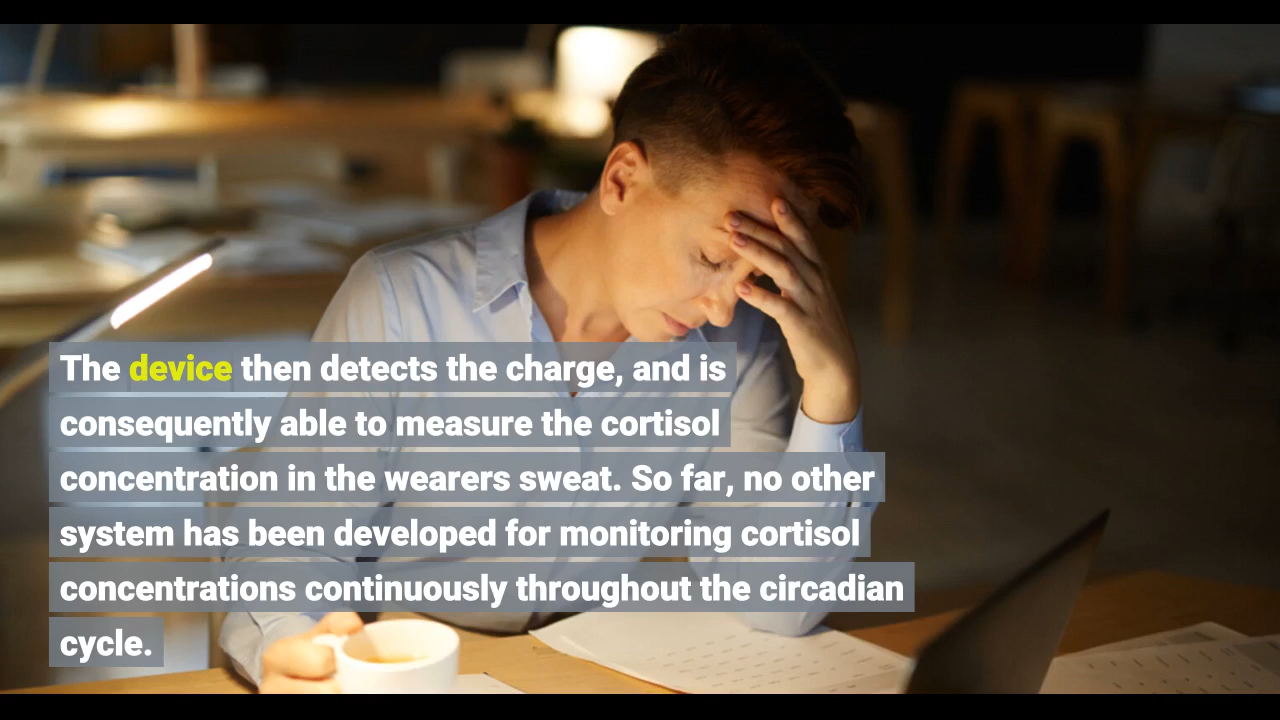 The device then detects the charge, and is
consequently able to measure the cortisol
concentration in the wearers sweat. So far, no other
system has been developed for monitoring cortisol
concentrations continuously throughout the circadian
cycle.